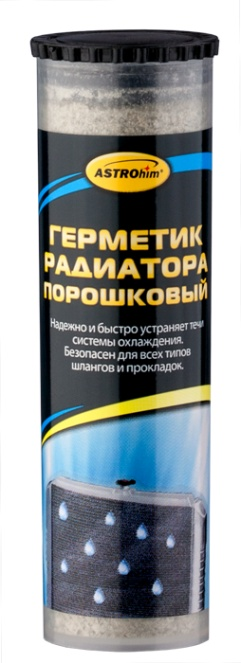 ASTROhim®
ГЕРМЕТИК
РАДИАТОРА
ПОРОШКОВЫЙ
Надежно и быстро устраняет течи
системы охлаждения.
Безопасен для всех типов
шлангов и прокладок.